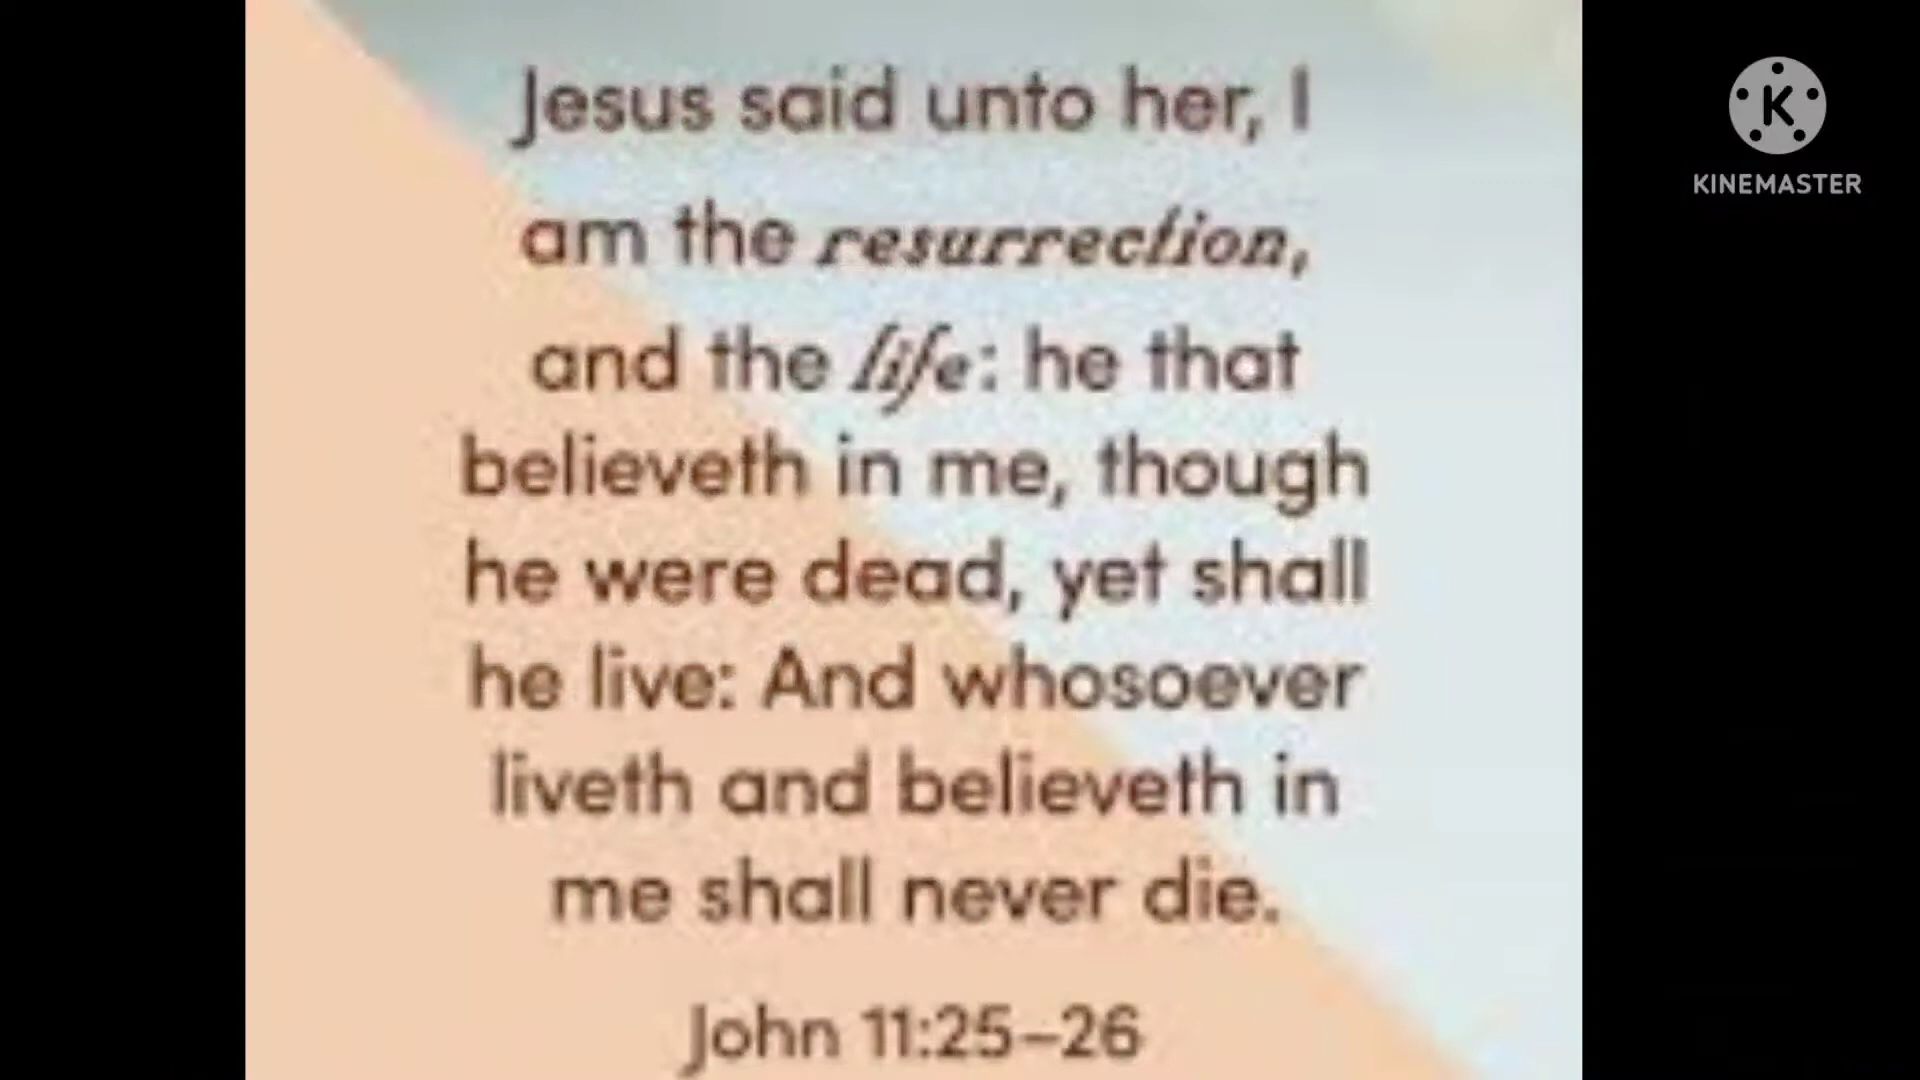 Jesus said unto her, I
am the resurrection,
and the life: he that
believeth in me, though
he were dead, yet shall
he live: And whosoever
liveth and believeth in
me shall never die.
John 11:25–26
K
KINEMASTER